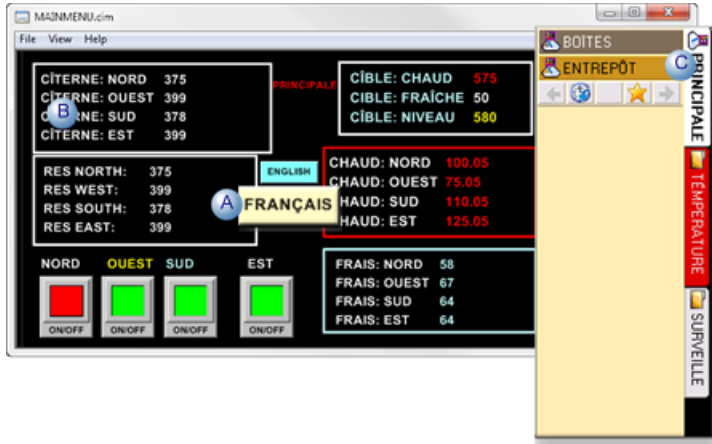 MAINMENU.cim
File View Help
CÎTERNE: NORD 375
CÎTERNE: OUEST 399
B
RNE: SUD 378
CÎTERNE: EST 399
PRINCIPALE
CÎBLE: CHAUD 575
CIBLE: FRAÎCHE 50
CIBLE: NIVEAU 580
RES NORTH: 375
RES WEST: 399
RES SOUTH: 378
RES EAST: 399
ENGLISH
A
FRANÇAIS
CHAUD: NORD 100.05
CHAUD: OUEST 75.05
HAUD: SUD 110.05
HAUD: EST 125.05
NORD OUEST SUD EST
ON/OFF ON/OFF ON/OFF ON/OFF
FRAIS: NORD 58
FRAIS: OUEST 67
FRAIS: SUD 64
FRAIS: EST 64
BOÎTES
ENTREPÔT
C
PRINCIPALE
TÉMPERATURE
SURVEILLE